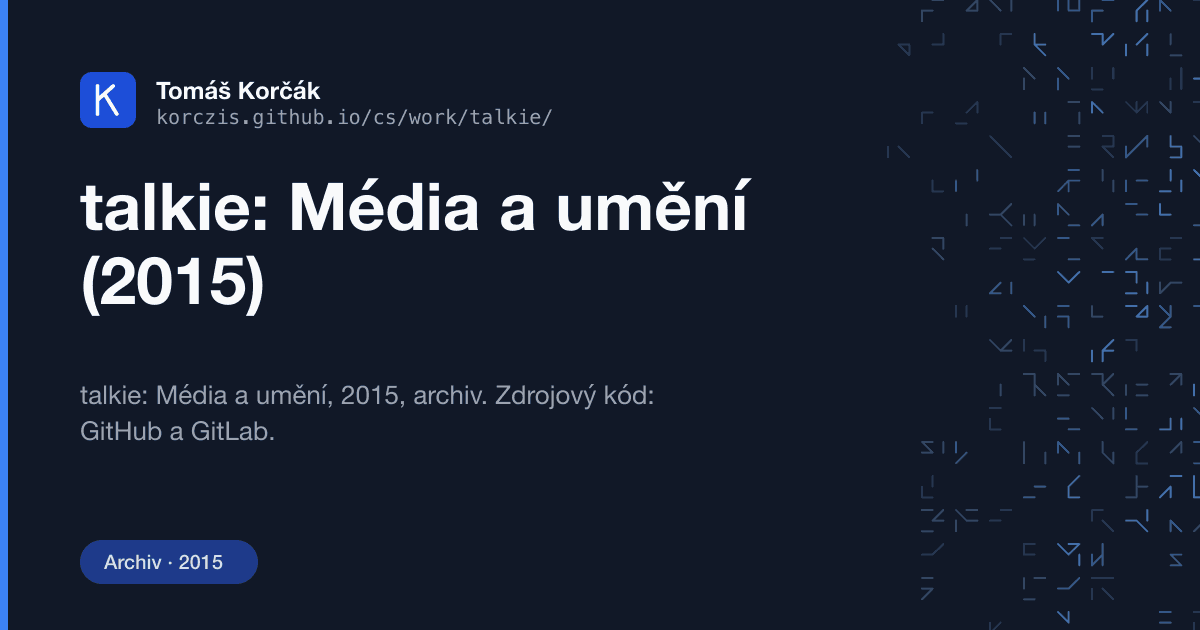 K
Tomáš Korčák
korczis.github.io/cs/work/talkie/
talkie: Média a umění
(2015)
talkie: Média a umění, 2015, archiv. Zdrojový kód:
GitHub a GitLab.
Archiv · 2015